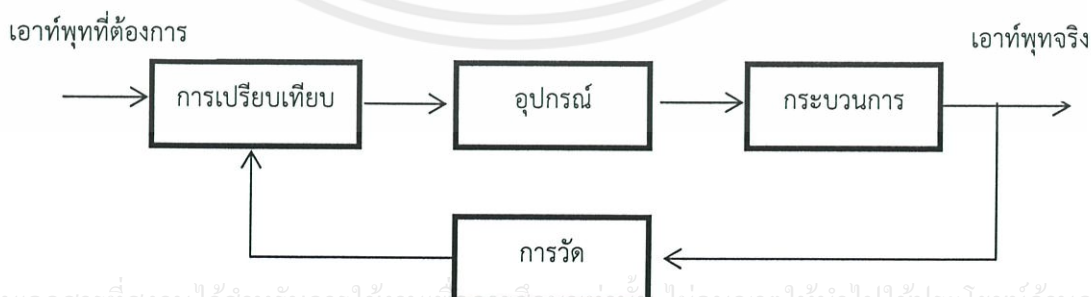 เอาท์พุทที่ต้องการ
เอาท์พุทจริง
การเปรียบเทียบ
อุปกรณ์
กระบวนการ
การวัด